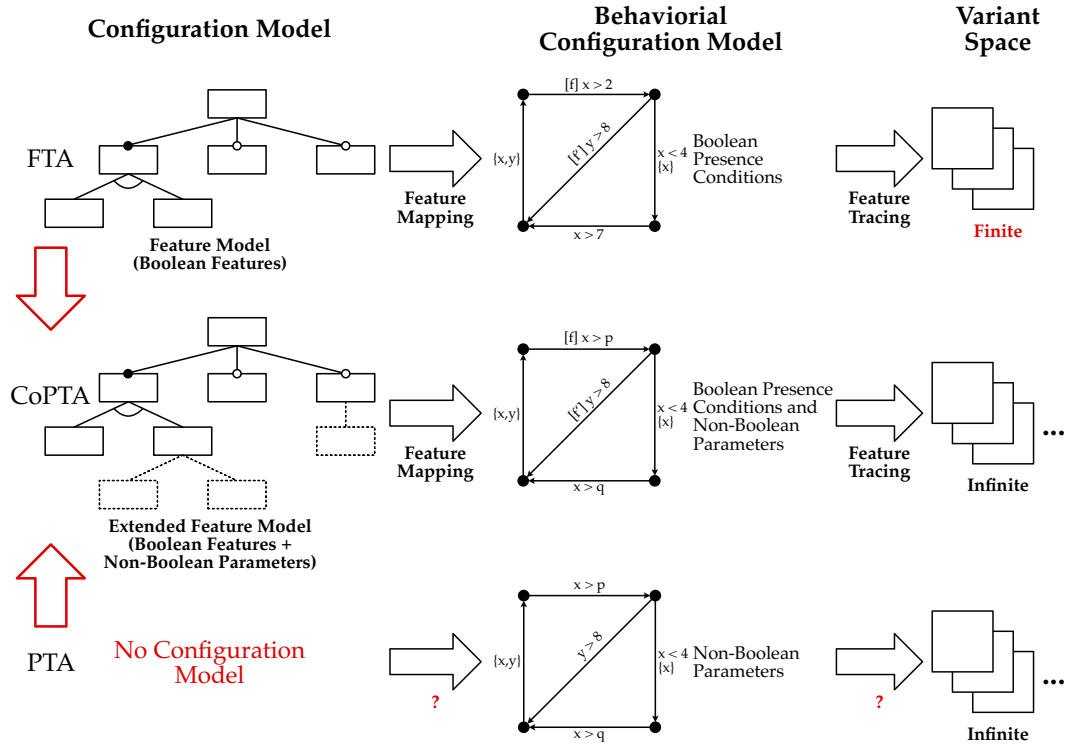 Configuration Model
Behaviorial
Configuration Model
Variant
Space
FTA
Feature Model
(Boolean Features)
Feature
Mapping
[f] x > 2
{x,y}
[f'] y > 8
x < 4
{x}
x > 7
Boolean
Presence
Conditions
Feature
Tracing
Finite
CoPTA
Extended Feature Model
(Boolean Features +
Non-Boolean Parameters)
Feature
Mapping
[f] x > p
{x,y}
[f'] y > 8
x < 4
{x}
x > q
Boolean Presence
Conditions and
Non-Boolean
Parameters
Feature
Tracing
...
Infinite
PTA
No Configuration
Model
?
x > p
{x,y}
y > 8
x < 4
{x}
x > q
Non-Boolean
Parameters
?
...
Infinite